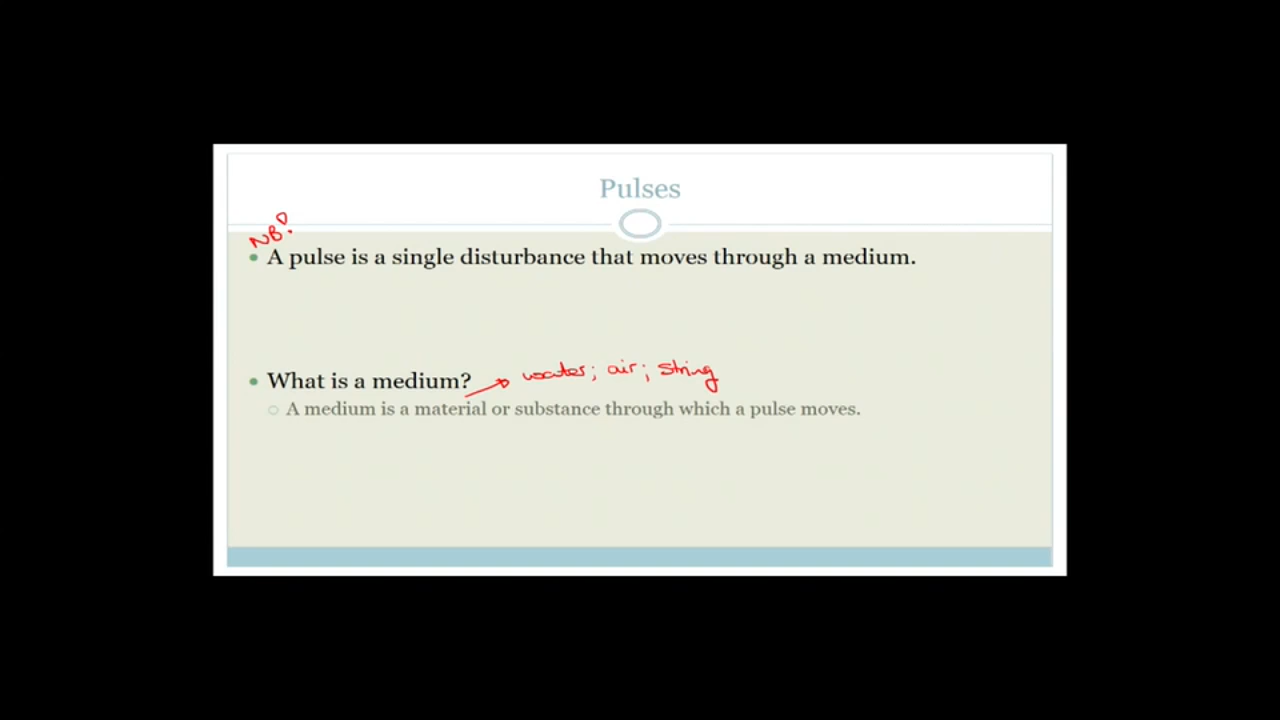 Pulses
NB!
A pulse is a single disturbance that moves through a medium.
What is a medium? → water; air; string
A medium is a material or substance through which a pulse moves.